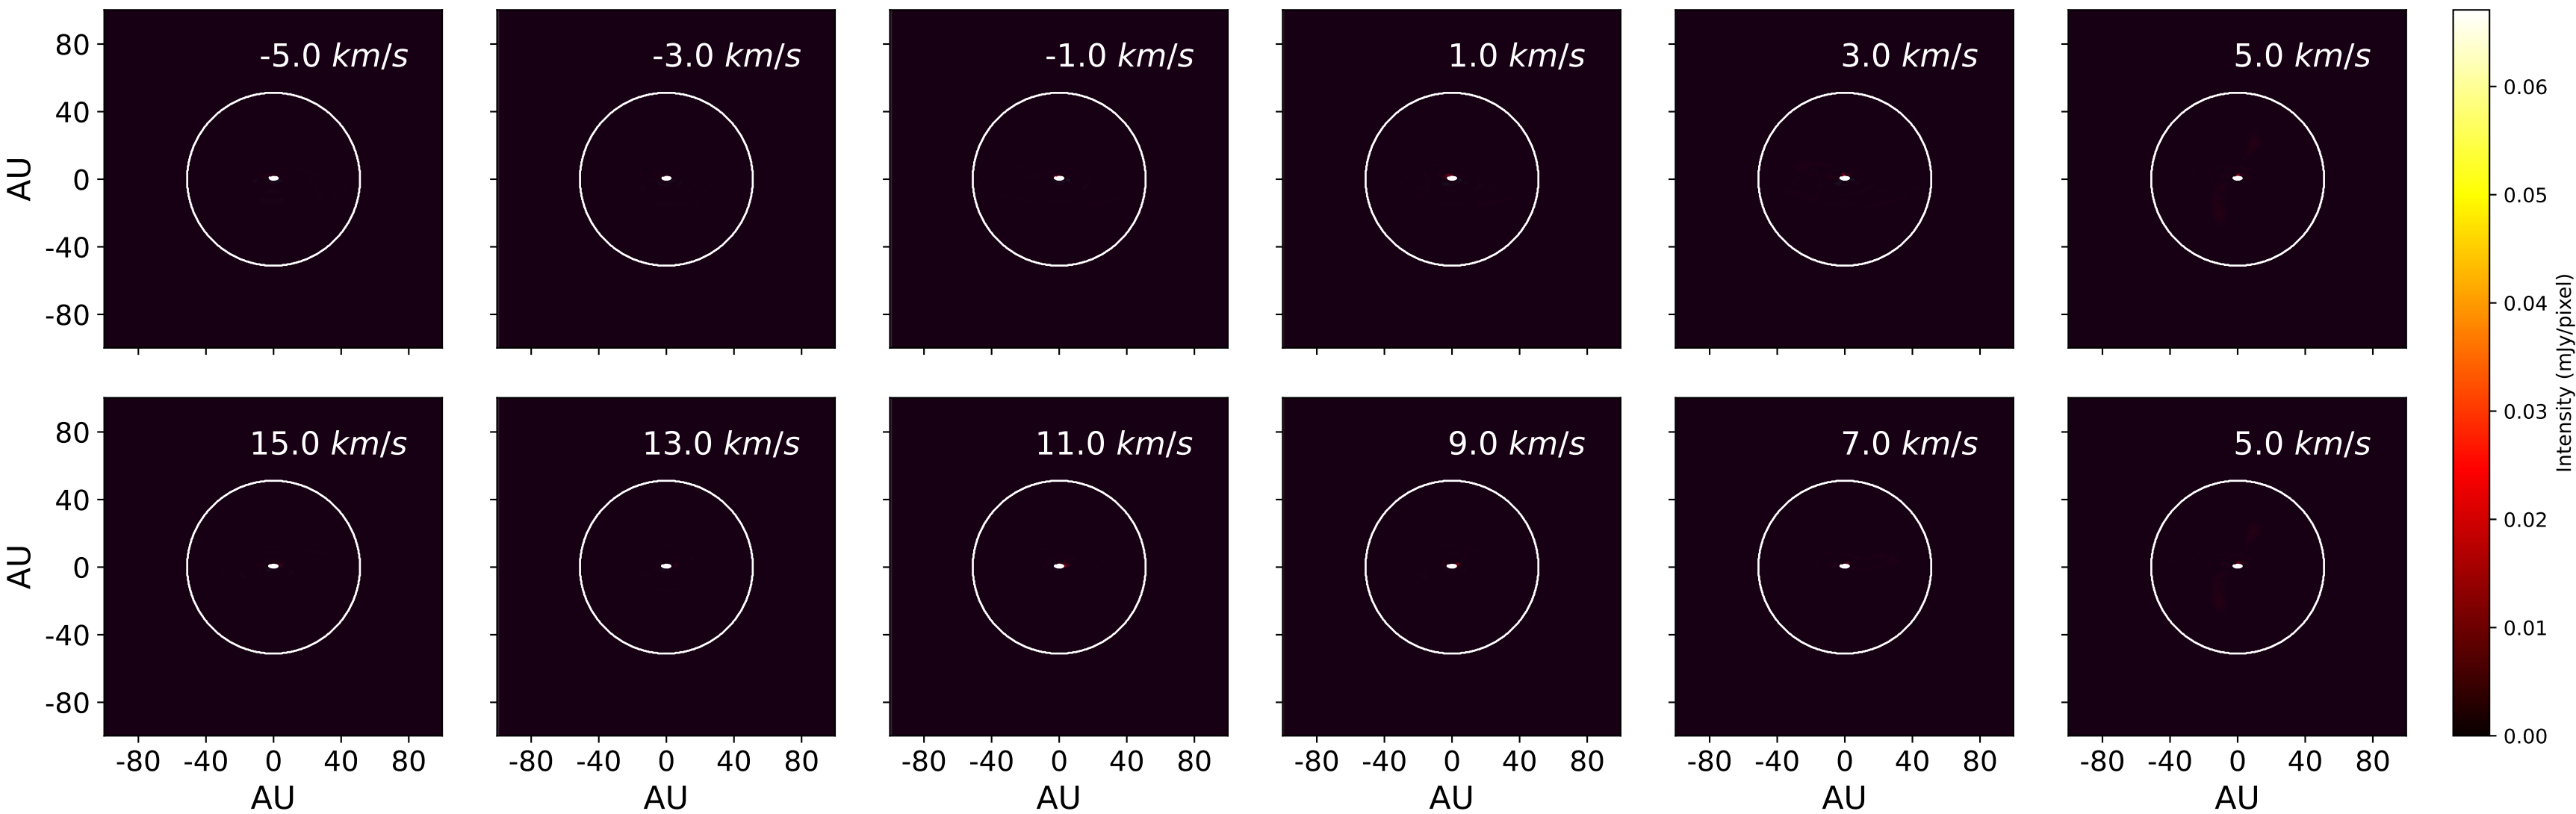 -5.0 km/s
-3.0 km/s
-1.0 km/s
1.0 km/s
3.0 km/s
5.0 km/s
80
40
0
-40
-80
AU
15.0 km/s
13.0 km/s
11.0 km/s
9.0 km/s
7.0 km/s
5.0 km/s
80
40
0
-40
-80
AU
-80 -40 0 40 80
-80 -40 0 40 80
-80 -40 0 40 80
-80 -40 0 40 80
-80 -40 0 40 80
-80 -40 0 40 80
AU
AU
AU
AU
AU
AU
0.06
0.05
0.04
0.03
0.02
0.01
0.00
Intensity (mJy/pixel)